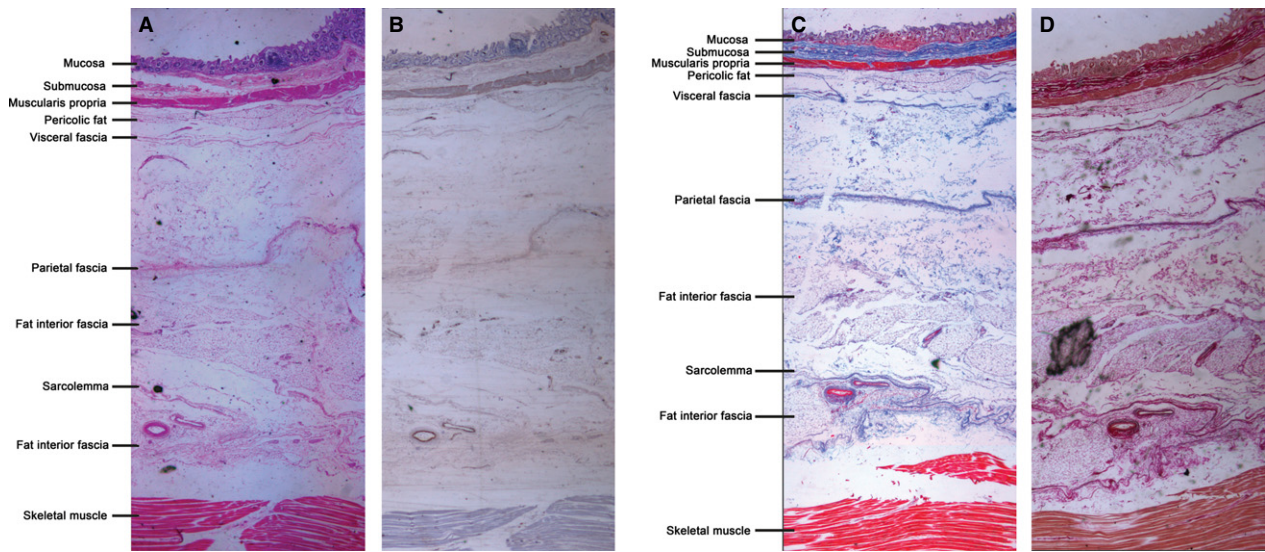 A
B
Mucosa
Submucosa
Muscularis propria
Pericolic fat
Visceral fascia
Parietal fascia
Fat interior fascia
Sarcolemma
Fat interior fascia
Skeletal muscle
C
D
Mucosa
Submucosa
Muscularis propria
Pericolic fat
Visceral fascia
Parietal fascia
Fat interior fascia
Sarcolemma
Fat interior fascia
Skeletal muscle